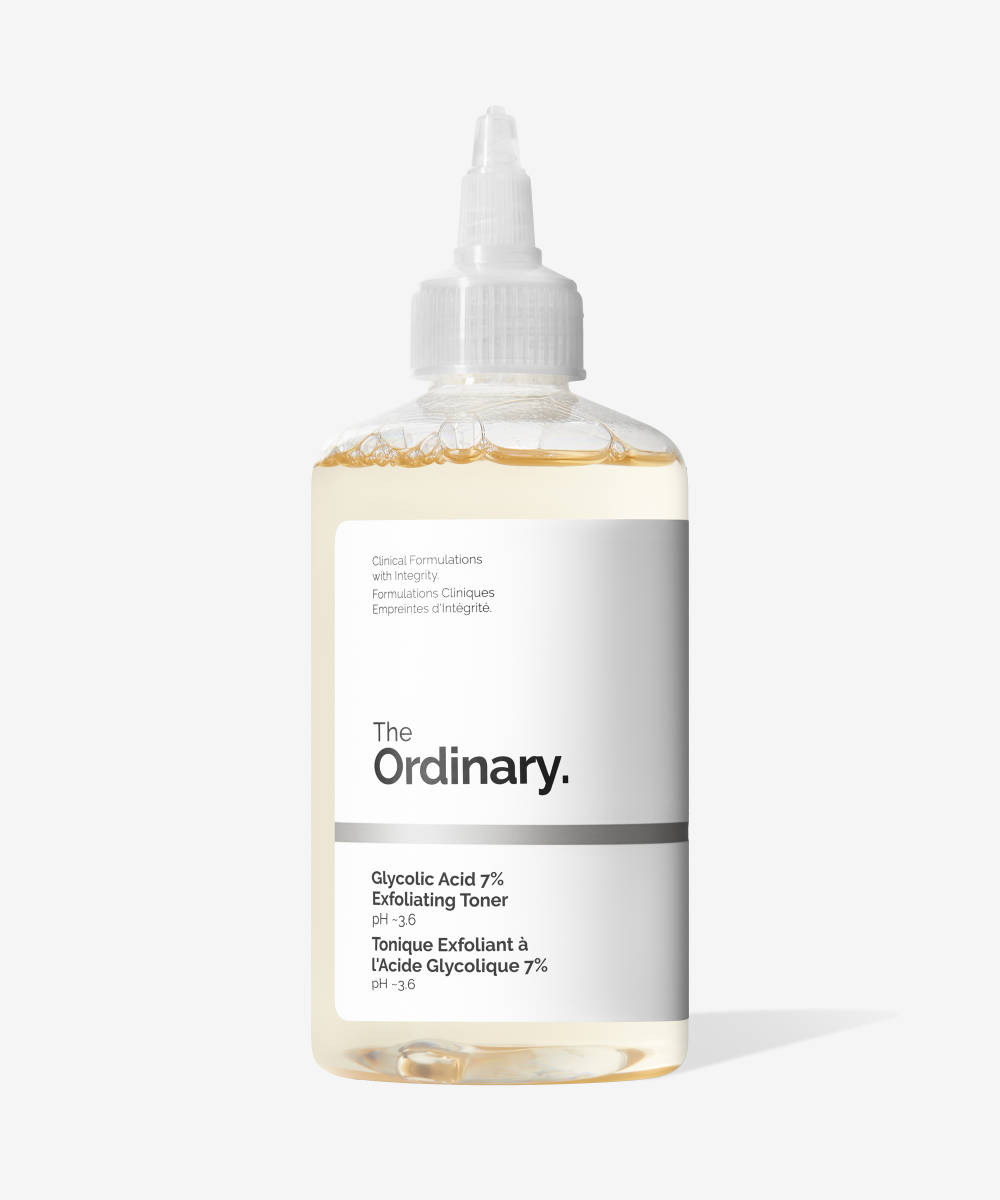 Clinical Formulations
with Integrity.
Formulations Cliniques
Empreintes d'Intégrité.
The
Ordinary.
Glycolic Acid 7%
Exfoliating Toner
pH ~3.6
Tonique Exfoliant à
l'Acide Glycolique 7%
pH ~3.6